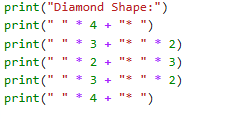 print("Diamond Shape:")
print(" " * 4 + "* ")
print(" " * 3 + "* " * 2)
print(" " * 2 + "* " * 3)
print(" " * 3 + "* " * 2)
print(" " * 4 + "* ")